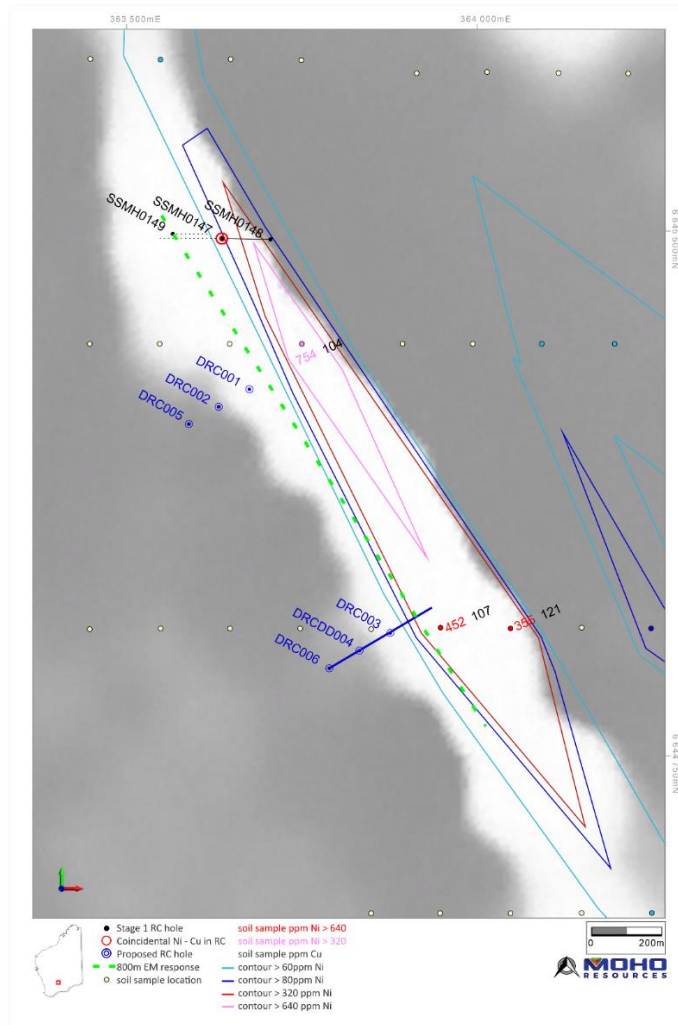 363 500mE
364 000mE
SSMH0149
SSMH0147
SSMH0148
6 645 500mN
754 104
DRC001
DRC002
DRC005
DRC003
DRCDD004
DRC006
452 107
355 121
6 644 750mN
Stage 1 RC hole
Coincidental Ni - Cu in RC
Proposed RC hole
800m EM response
soil sample location
soil sample ppm Ni > 640
soil sample ppm Ni > 320
soil sample ppm Cu
contour > 60ppm Ni
contour > 80ppm Ni
contour > 320 ppm Ni
contour > 640 ppm Ni
0 200m
MOHO
RESOURCES